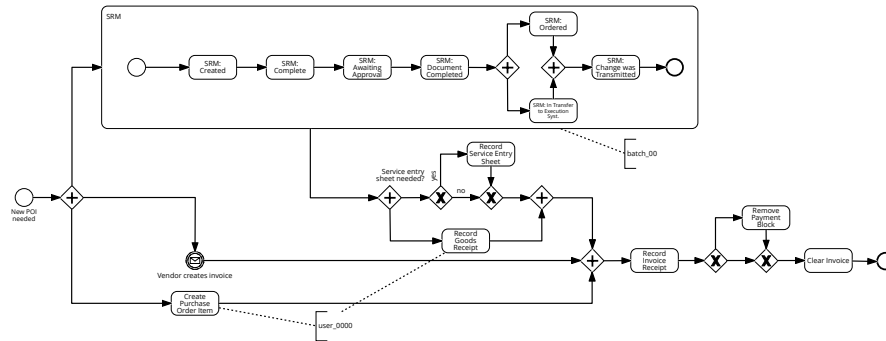 SRM
SRM:
Ordered
SRM:
Created
SRM:
Complete
SRM:
Awaiting
Approval
SRM:
Document
Completed
SRM:
Change was
Transmitted
SRM: In Transfer
to Execution
Syst.
batch_00
Record
Service Entry
Sheet
Service entry
sheet needed?
yes
no
New POI
needed
Record
Goods
Receipt
Remove
Payment
Block
Vendor creates invoice
Record
Invoice
Receipt
Clear Invoice
Create
Purchase
Order Item
user_0000